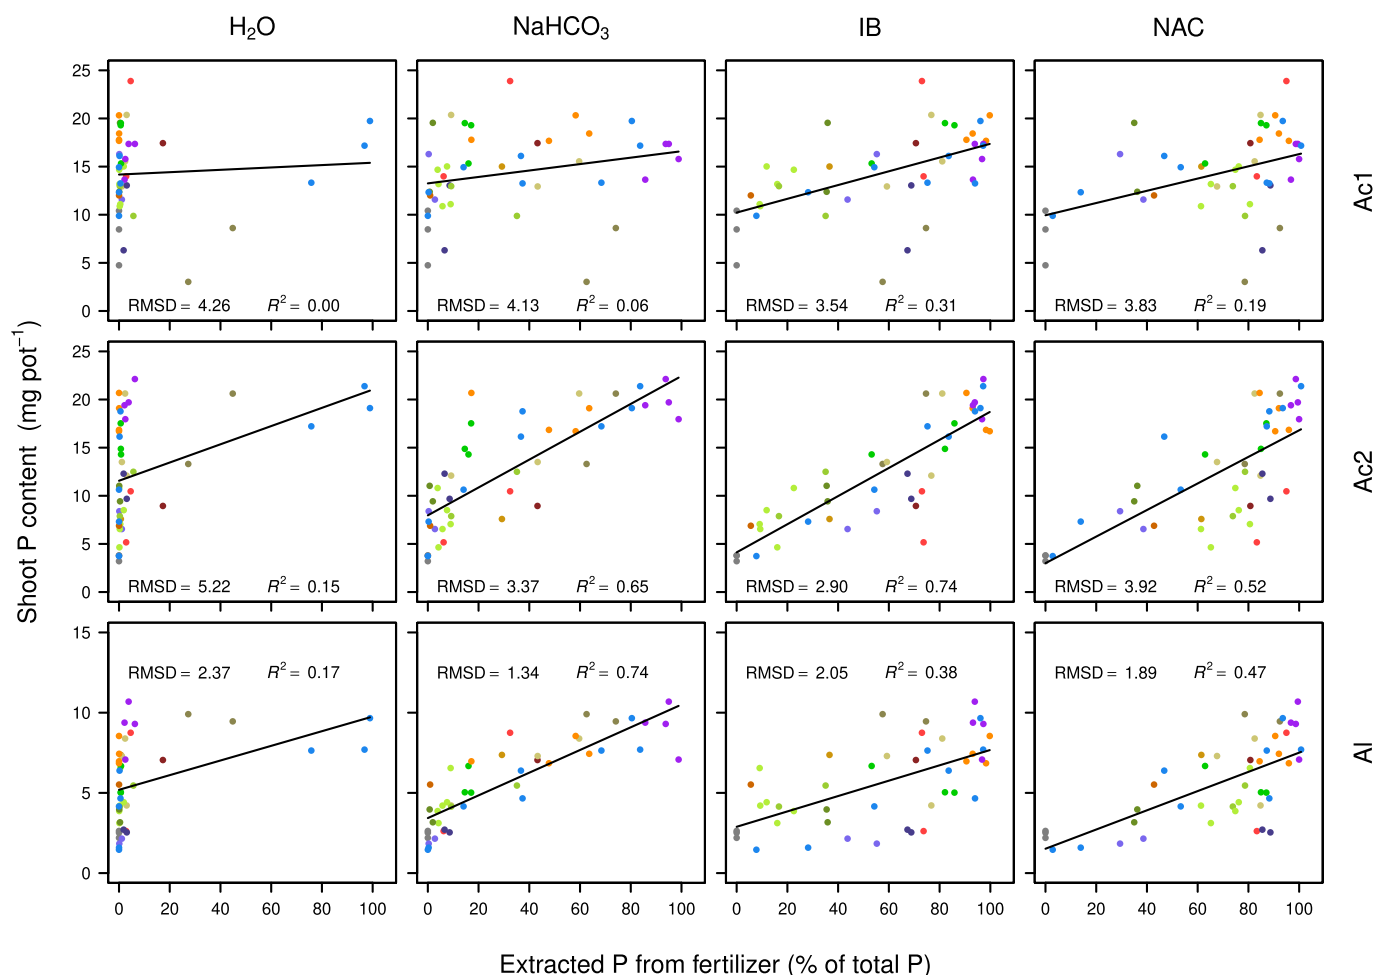 H₂O NaHCO₃ IB NAC
25
20
15
10
5
0
RMSD = 4.26 R² = 0.00
RMSD = 4.13 R² = 0.06
RMSD = 3.54 R² = 0.31
RMSD = 3.83 R² = 0.19
Ac1
25
20
15
10
5
0
RMSD = 5.22 R² = 0.15
RMSD = 3.37 R² = 0.65
RMSD = 2.90 R² = 0.74
RMSD = 3.92 R² = 0.52
Ac2
Shoot P content (mg pot⁻¹)
15
10
5
0
RMSD = 2.37 R² = 0.17
RMSD = 1.34 R² = 0.74
RMSD = 2.05 R² = 0.38
RMSD = 1.89 R² = 0.47
Al
0 20 40 60 80 100
0 20 40 60 80 100
0 20 40 60 80 100
0 20 40 60 80 100
Extracted P from fertilizer (% of total P)